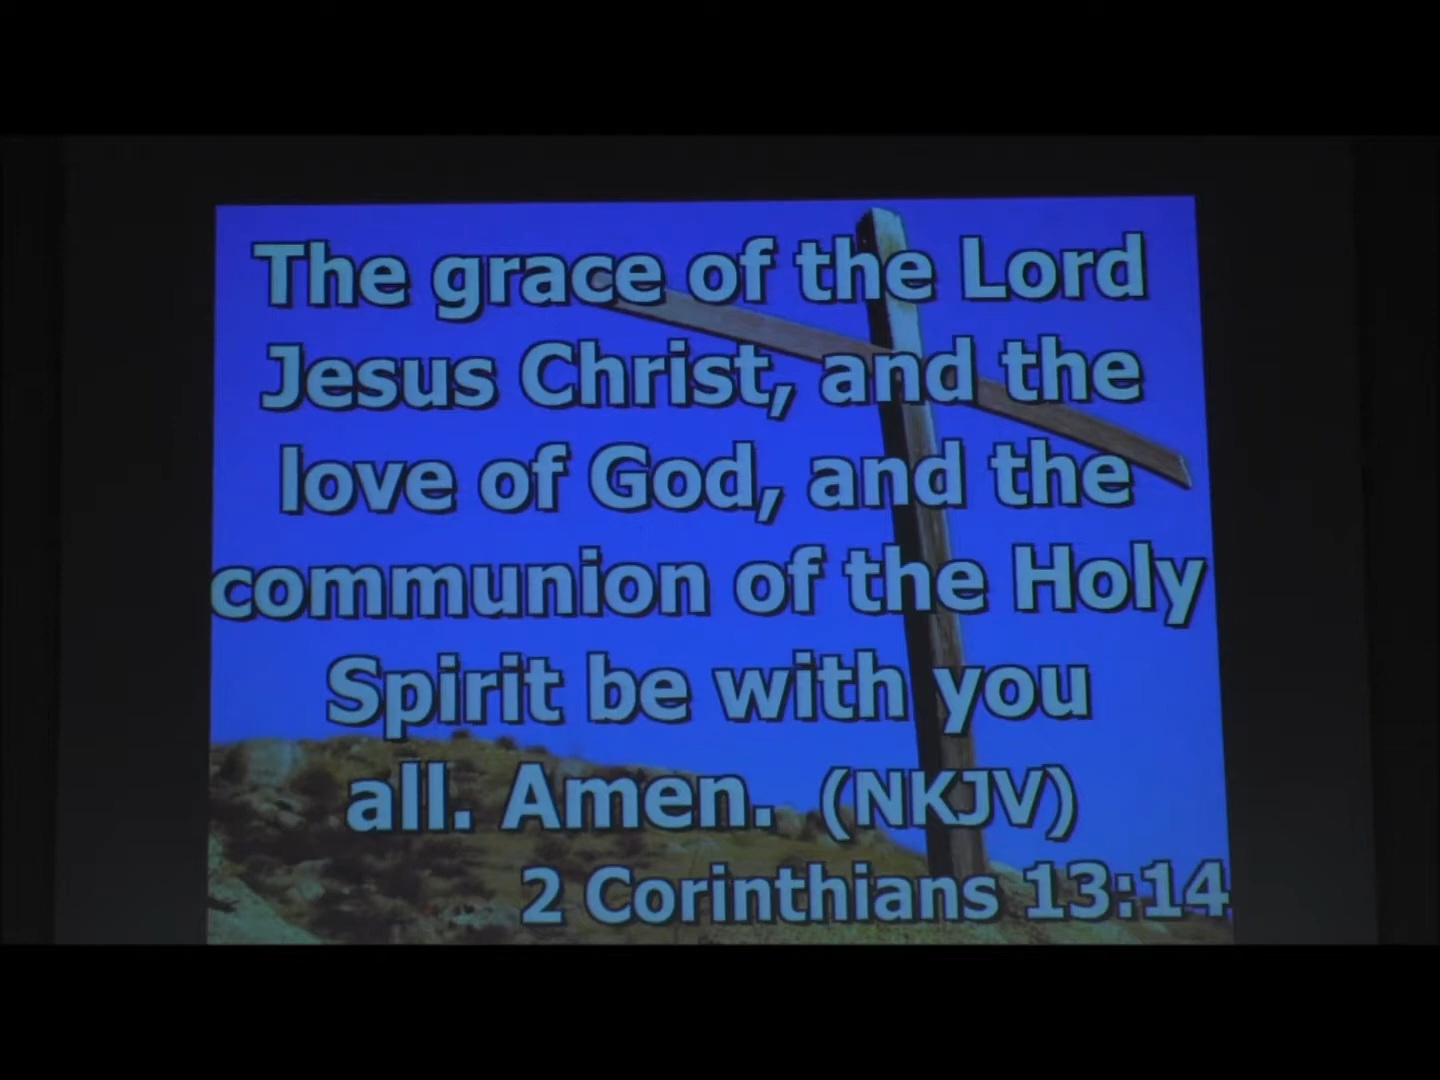 The grace of the Lord
Jesus Christ, and the
love of God, and the
communion of the Holy
Spirit be with you
all. Amen. (NKJV)
2 Corinthians 13:14